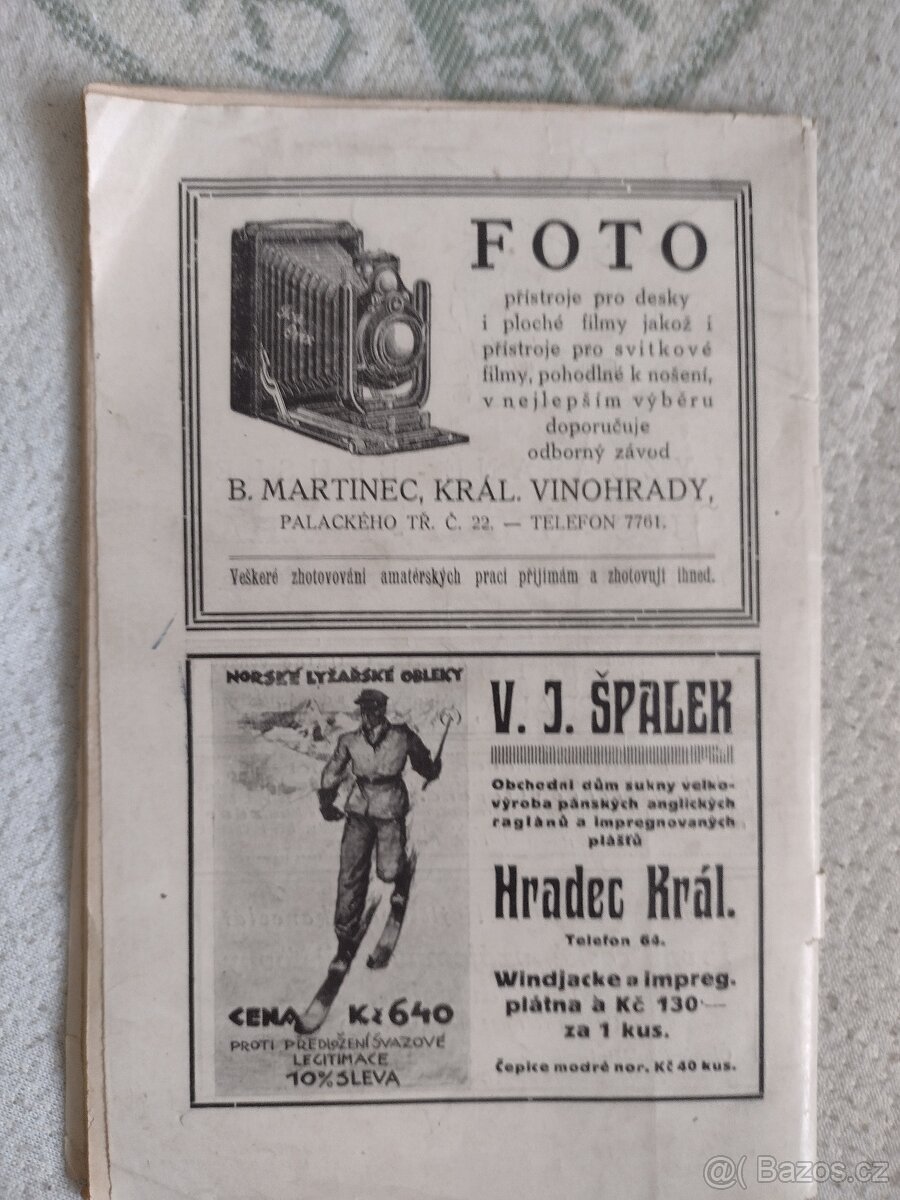 FOTO
přístroje pro desky
i ploché filmy jakož i
přístroje pro svitkové
filmy, pohodlné k nošení,
v nejlepším výběru
doporučuje
odborný závod
B. MARTINEC, KRÁL. VINOHRADY,
PALACKÉHO TŘ. Č. 22. — TELEFON 7761.
Veškeré zhotovování amatérských prací přijímám a zhotovuji ihned.
NORSKÉ LYŽAŘSKÉ OBLEKY
CENA Kč 640
PROTI PŘEDLOŽENÍ SVAZOVÉ
LEGITIMACE
10% SLEVA
V. J. ŠPALEK
Obchodní dům sukny velko-
výroba pánských anglických
raglánů a impregnovaných
plášťů
Hradec Král.
Telefon 64.
Windjacke a impreg.
plátna à Kč 130·—
za 1 kus.
Čepice modré nor. Kč 40 kus.
@( Bazos.cz